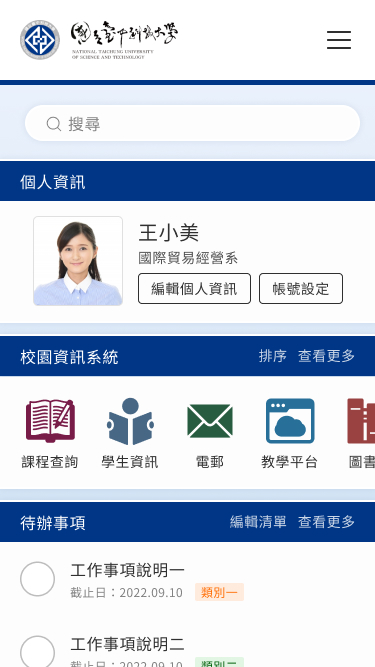 國立臺中科技大學
NATIONAL TAICHUNG UNIVERSITY
OF SCIENCE AND TECHNOLOGY
搜尋
個人資訊
王小美
國際貿易經營系
編輯個人資訊 帳號設定
校園資訊系統 排序 查看更多
課程查詢 學生資訊 電郵 教學平台 圖書
待辦事項 編輯清單 查看更多
工作事項說明一
截止日：2022.09.10 類別一
工作事項說明二
截止日：2022.09.10 類別二